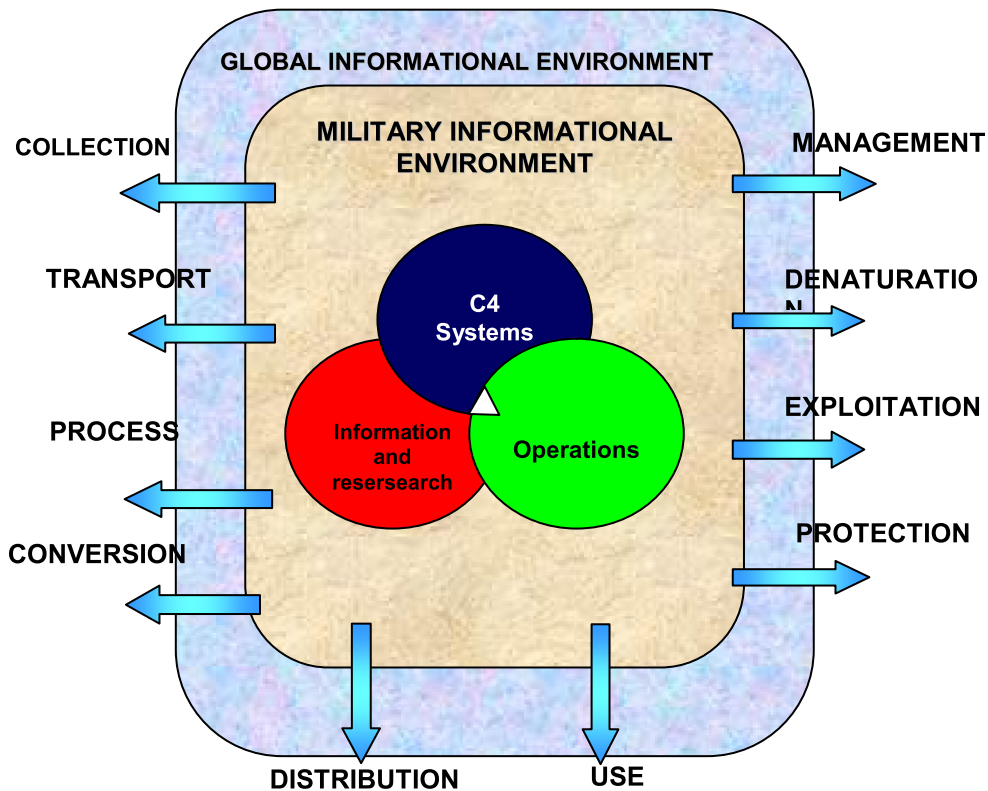 GLOBAL INFORMATIONAL ENVIRONMENT
MILITARY INFORMATIONAL
ENVIRONMENT
COLLECTION
MANAGEMENT
TRANSPORT
DENATURATIO
N
C4
Systems
PROCESS
EXPLOITATION
Information
and
resersearch
Operations
CONVERSION
PROTECTION
DISTRIBUTION
USE